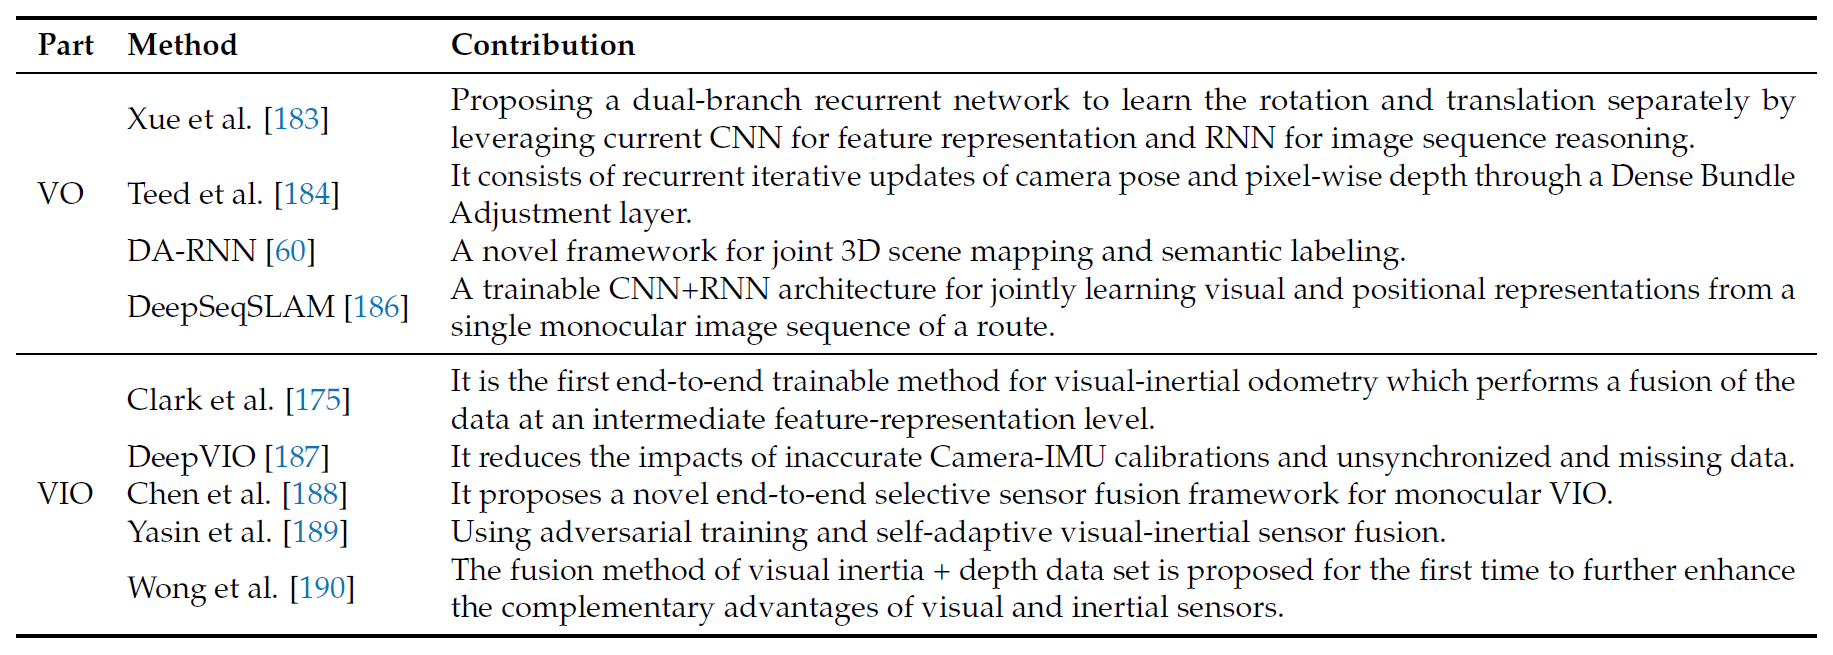 Part Method Contribution
Xue et al. [183] Proposing a dual-branch recurrent network to learn the rotation and translation separately by
leveraging current CNN for feature representation and RNN for image sequence reasoning.
VO Teed et al. [184] It consists of recurrent iterative updates of camera pose and pixel-wise depth through a Dense Bundle
Adjustment layer.
DA-RNN [60] A novel framework for joint 3D scene mapping and semantic labeling.
DeepSeqSLAM [186] A trainable CNN+RNN architecture for jointly learning visual and positional representations from a
single monocular image sequence of a route.
Clark et al. [175] It is the first end-to-end trainable method for visual-inertial odometry which performs a fusion of the
data at an intermediate feature-representation level.
DeepVIO [187] It reduces the impacts of inaccurate Camera-IMU calibrations and unsynchronized and missing data.
VIO Chen et al. [188] It proposes a novel end-to-end selective sensor fusion framework for monocular VIO.
Yasin et al. [189] Using adversarial training and self-adaptive visual-inertial sensor fusion.
Wong et al. [190] The fusion method of visual inertia + depth data set is proposed for the first time to further enhance
the complementary advantages of visual and inertial sensors.